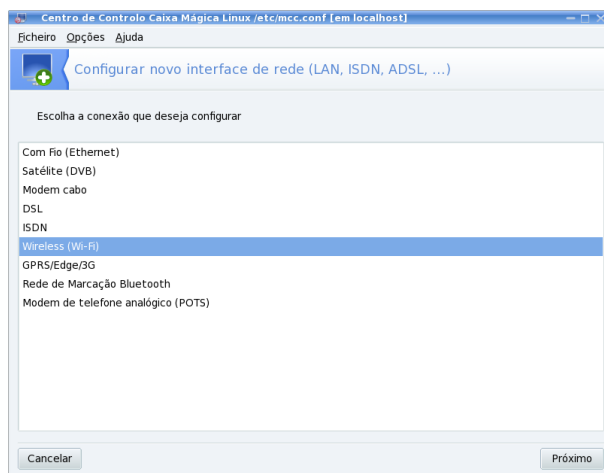 Centro de Controlo Caixa Mágica Linux /etc/mcc.conf [em localhost]
Ficheiro Opções Ajuda
Configurar novo interface de rede (LAN, ISDN, ADSL, ...)
Escolha a conexão que deseja configurar
Com Fio (Ethernet)
Satélite (DVB)
Modem cabo
DSL
ISDN
Wireless (Wi-Fi)
GPRS/Edge/3G
Rede de Marcação Bluetooth
Modem de telefone analógico (POTS)
Cancelar Próximo